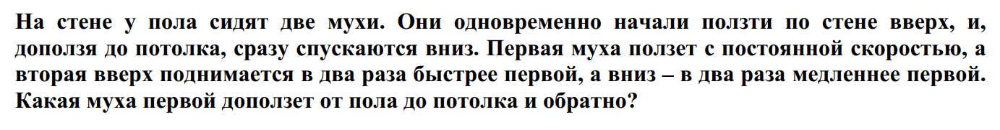 На стене у пола сидят две мухи. Они одновременно начали ползти по стене вверх, и,
доползя до потолка, сразу спускаются вниз. Первая муха ползет с постоянной скоростью, а
вторая вверх поднимается в два раза быстрее первой, а вниз – в два раза медленнее первой.
Какая муха первой доползет от пола до потолка и обратно?